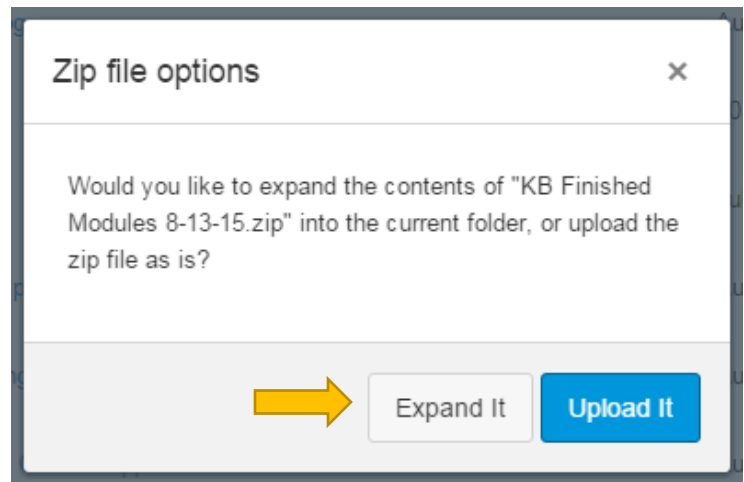 Zip file options
×
Would you like to expand the contents of "KB Finished
Modules 8-13-15.zip" into the current folder, or upload the
zip file as is?
Expand It
Upload It